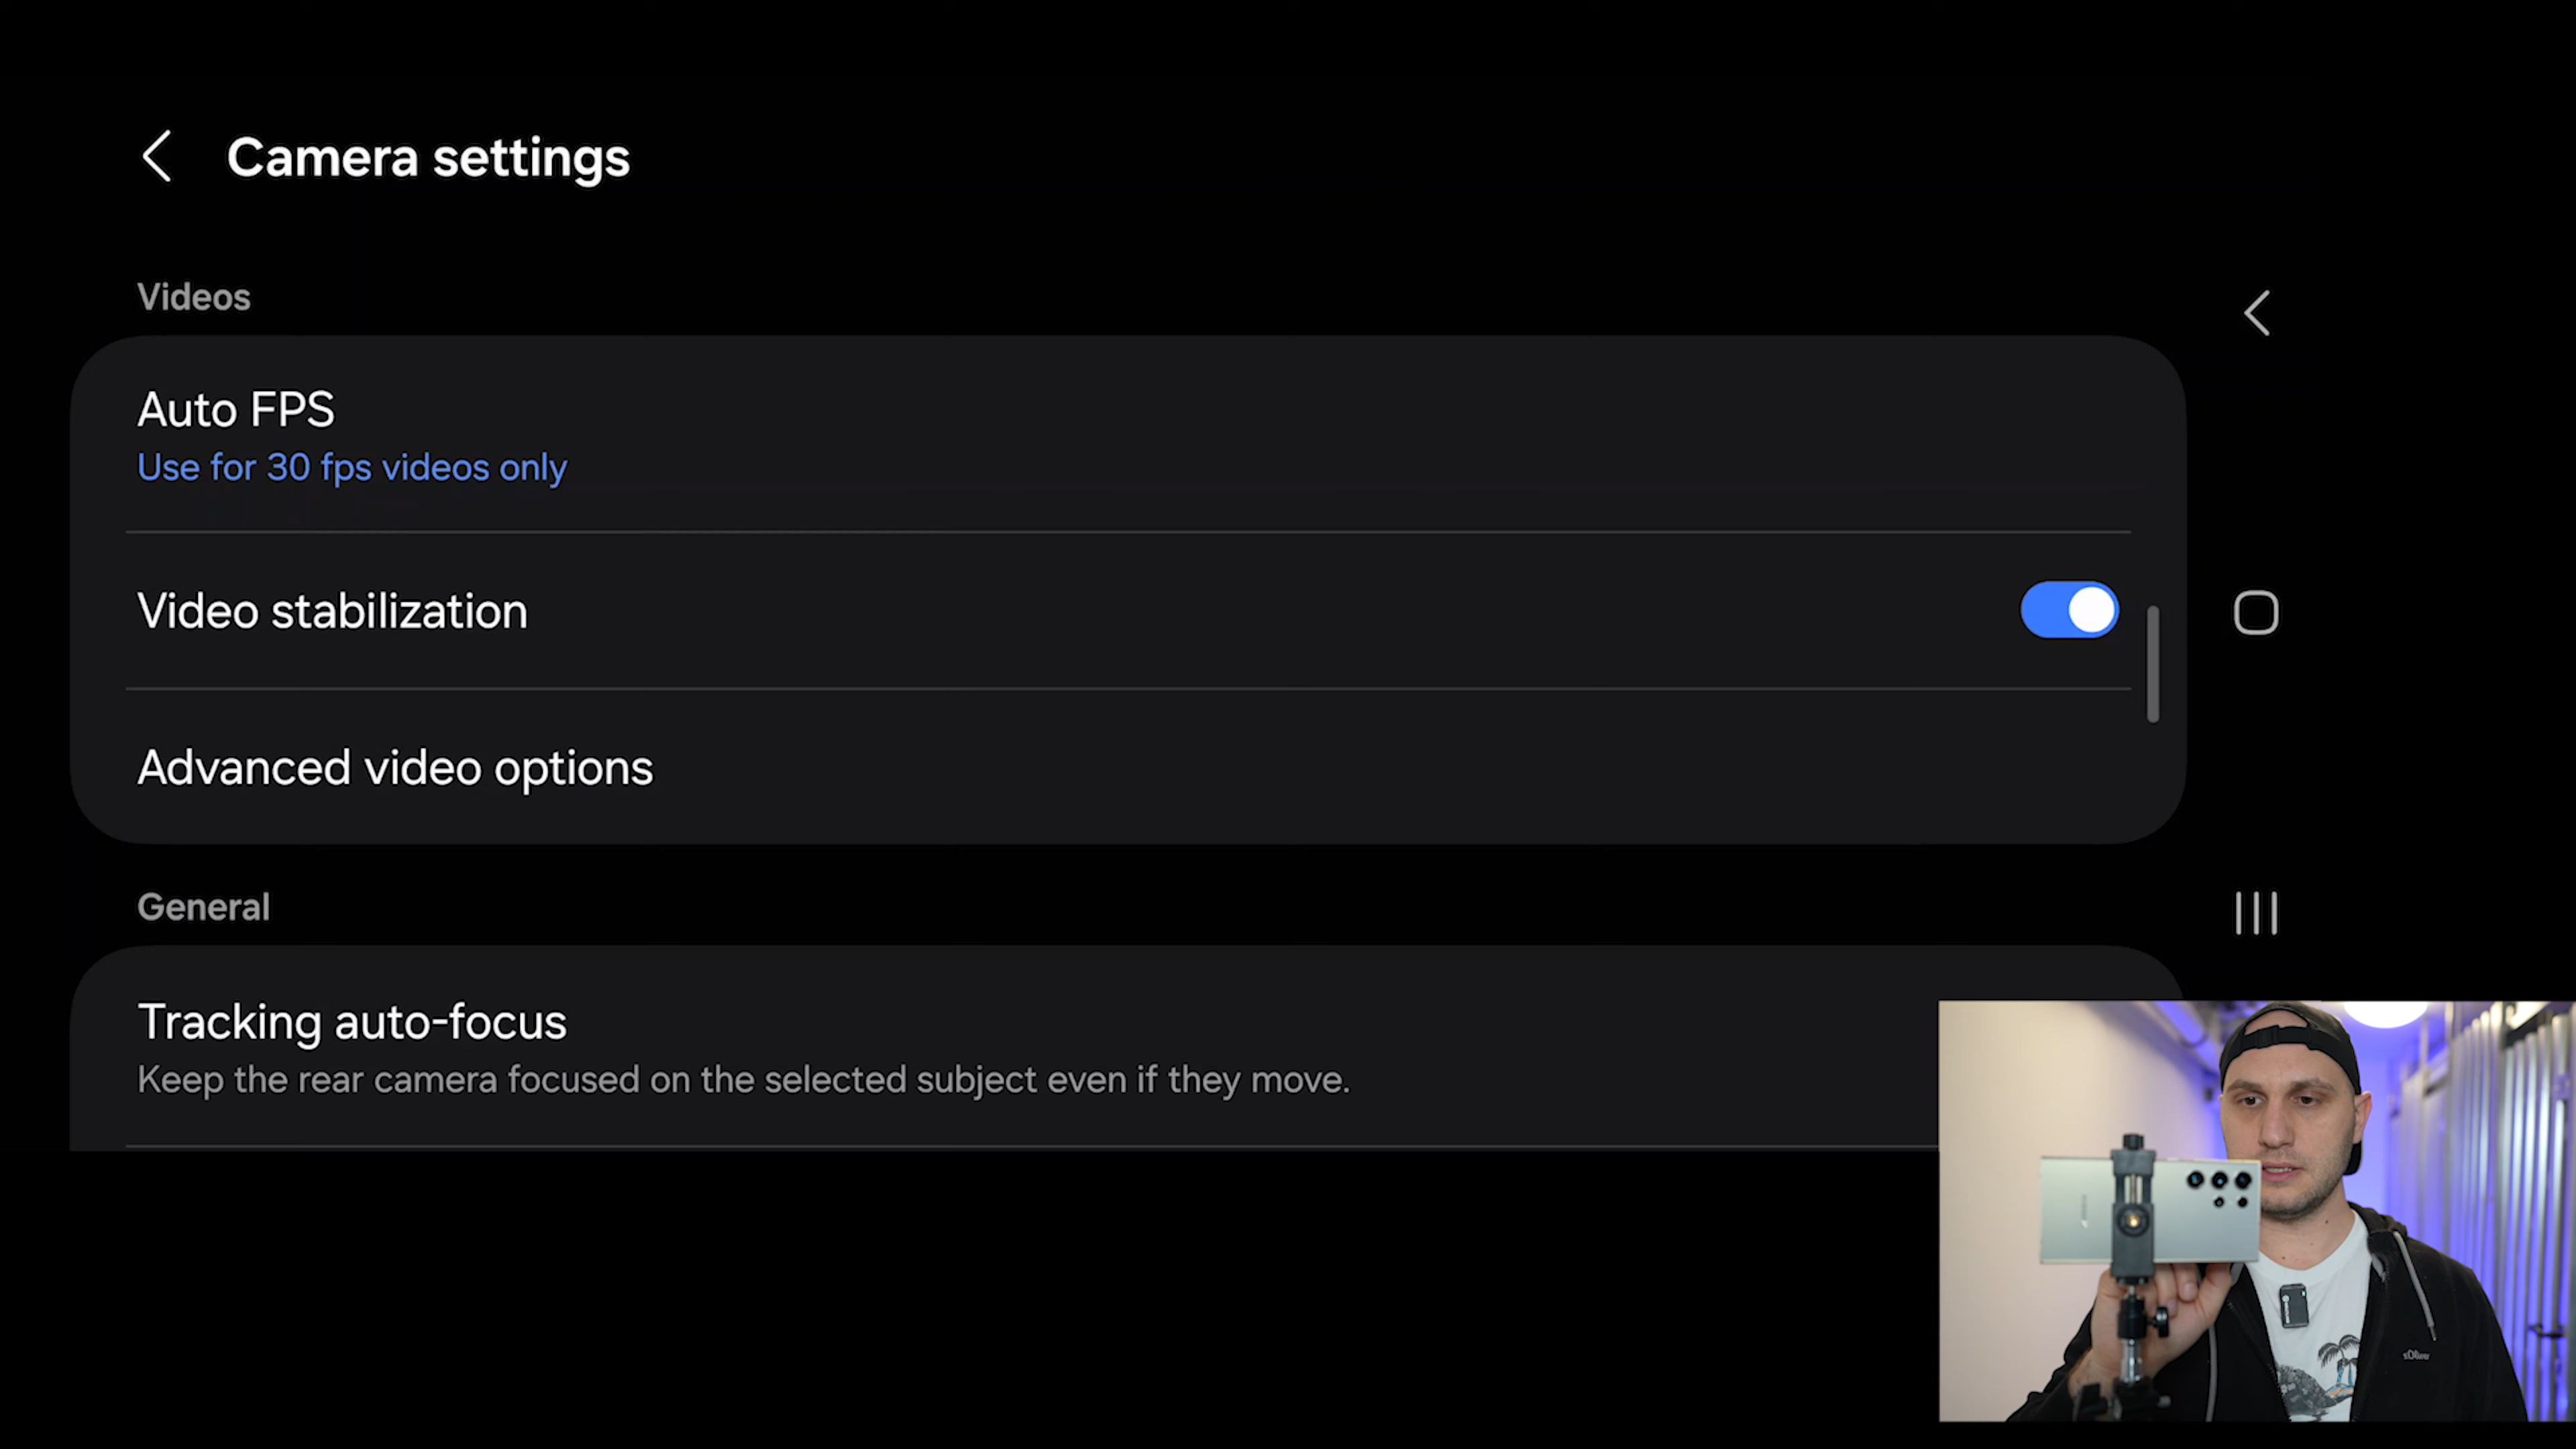 Camera settings
Videos
Auto FPS
Use for 30 fps videos only
Video stabilization
Advanced video options
General
Tracking auto-focus
Keep the rear camera focused on the selected subject even if they move.
sOliver